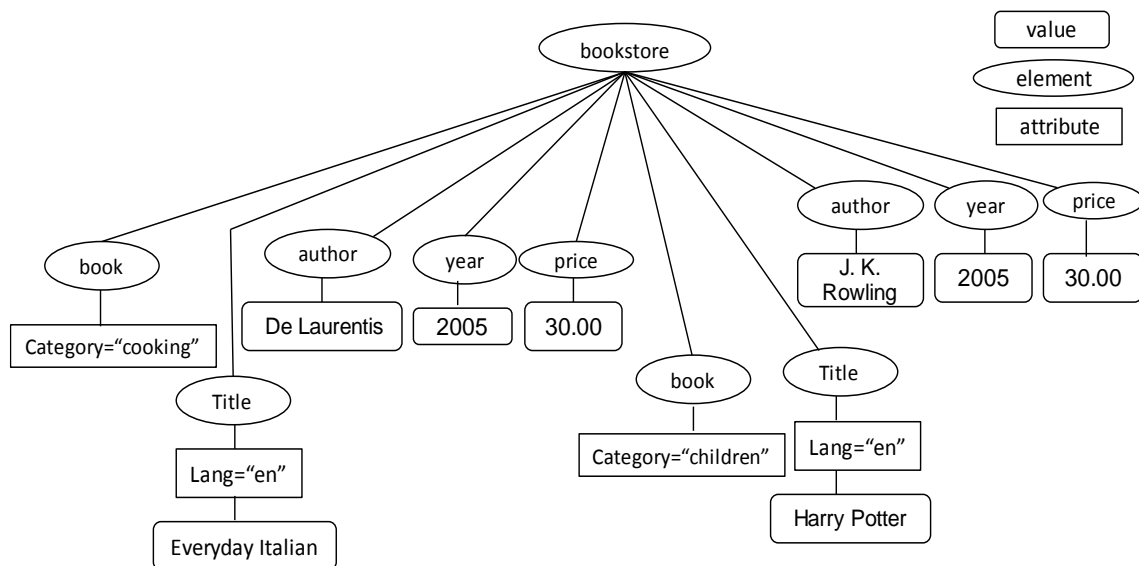 value
bookstore
element
attribute
author
year
price
book
author
year
price
J. K.
Rowling
2005
30.00
De Laurentis
2005
30.00
Category=“cooking”
book
Title
Title
Category=“children”
Lang=“en”
Lang=“en”
Harry Potter
Everyday Italian